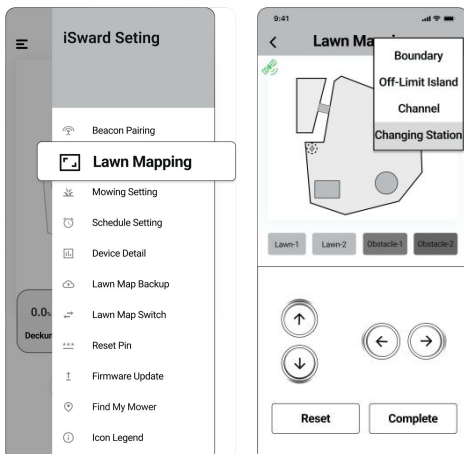 iSward Seting
Beacon Pairing
Lawn Mapping
Mowing Setting
Schedule Setting
Device Detail
Lawn Map Backup
Lawn Map Switch
Reset Pin
Firmware Update
Find My Mower
Icon Legend
0.0
Deckun
9:41
Lawn Ma
Boundary
Off-Limit Island
Channel
Changing Station
Lawn-1
Lawn-2
Obstacle-1
Obstacle-2
Reset
Complete